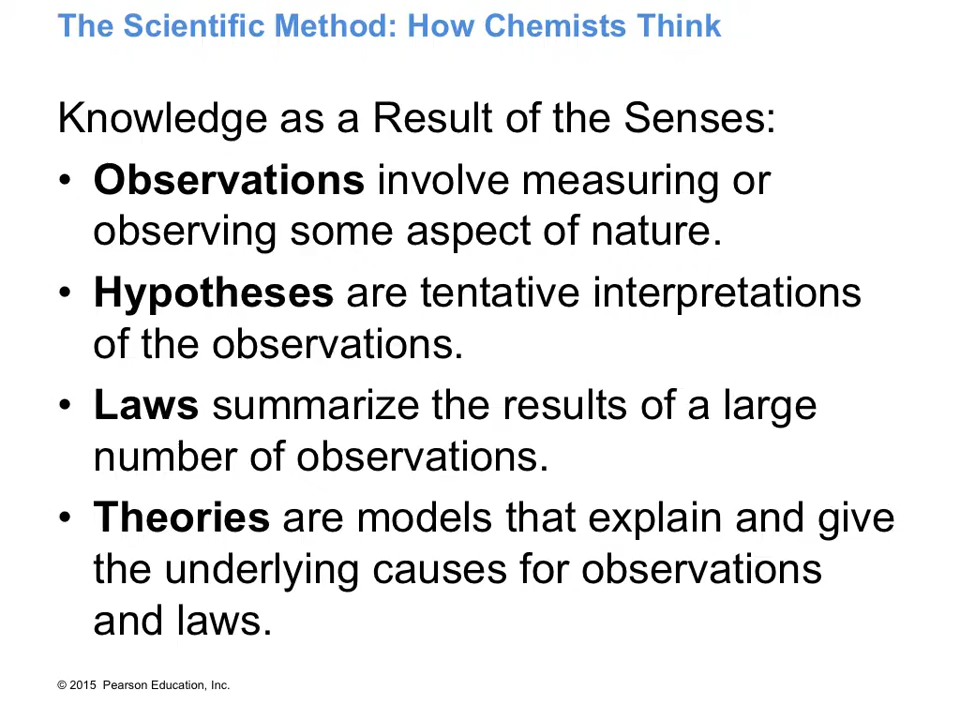 The Scientific Method: How Chemists Think
Knowledge as a Result of the Senses:
• Observations involve measuring or
observing some aspect of nature.
• Hypotheses are tentative interpretations
of the observations.
• Laws summarize the results of a large
number of observations.
• Theories are models that explain and give
the underlying causes for observations
and laws.
© 2015 Pearson Education, Inc.